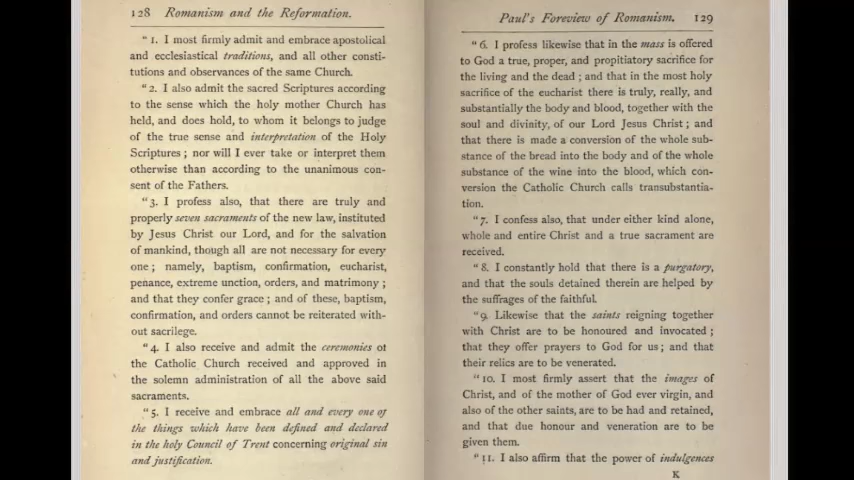 128 Romanism and the Reformation.
"1. I most firmly admit and embrace apostolical
and ecclesiastical traditions, and all other consti-
tutions and observances of the same Church.
"2. I also admit the sacred Scriptures according
to the sense which the holy mother Church has
held, and does hold, to whom it belongs to judge
of the true sense and interpretation of the Holy
Scriptures ; nor will I ever take or interpret them
otherwise than according to the unanimous con-
sent of the Fathers.
"3. I profess also, that there are truly and
properly seven sacraments of the new law, instituted
by Jesus Christ our Lord, and for the salvation
of mankind, though all are not necessary for every
one ; namely, baptism, confirmation, eucharist,
penance, extreme unction, orders, and matrimony ;
and that they confer grace ; and of these, baptism,
confirmation, and orders cannot be reiterated with-
out sacrilege.
"4. I also receive and admit the ceremonies of
the Catholic Church received and approved in
the solemn administration of all the above said
sacraments.
"5. I receive and embrace all and every one of
the things which have been defined and declared
in the holy Council of Trent concerning original sin
and justification.
Paul's Foreview of Romanism. 129
"6. I profess likewise that in the mass is offered
to God a true, proper, and propitiatory sacrifice for
the living and the dead ; and that in the most holy
sacrifice of the eucharist there is truly, really, and
substantially the body and blood, together with the
soul and divinity, of our Lord Jesus Christ ; and
that there is made a conversion of the whole sub-
stance of the bread into the body and of the whole
substance of the wine into the blood, which con-
version the Catholic Church calls transubstantia-
tion.
"7. I confess also, that under either kind alone,
whole and entire Christ and a true sacrament are
received.
"8. I constantly hold that there is a purgatory,
and that the souls detained therein are helped by
the suffrages of the faithful.
"9. Likewise that the saints reigning together
with Christ are to be honoured and invocated ;
that they offer prayers to God for us ; and that
their relics are to be venerated.
"10. I most firmly assert that the images of
Christ, and of the mother of God ever virgin, and
also of the other saints, are to be had and retained,
and that due honour and veneration are to be
given them.
"11. I also affirm that the power of indulgences
K